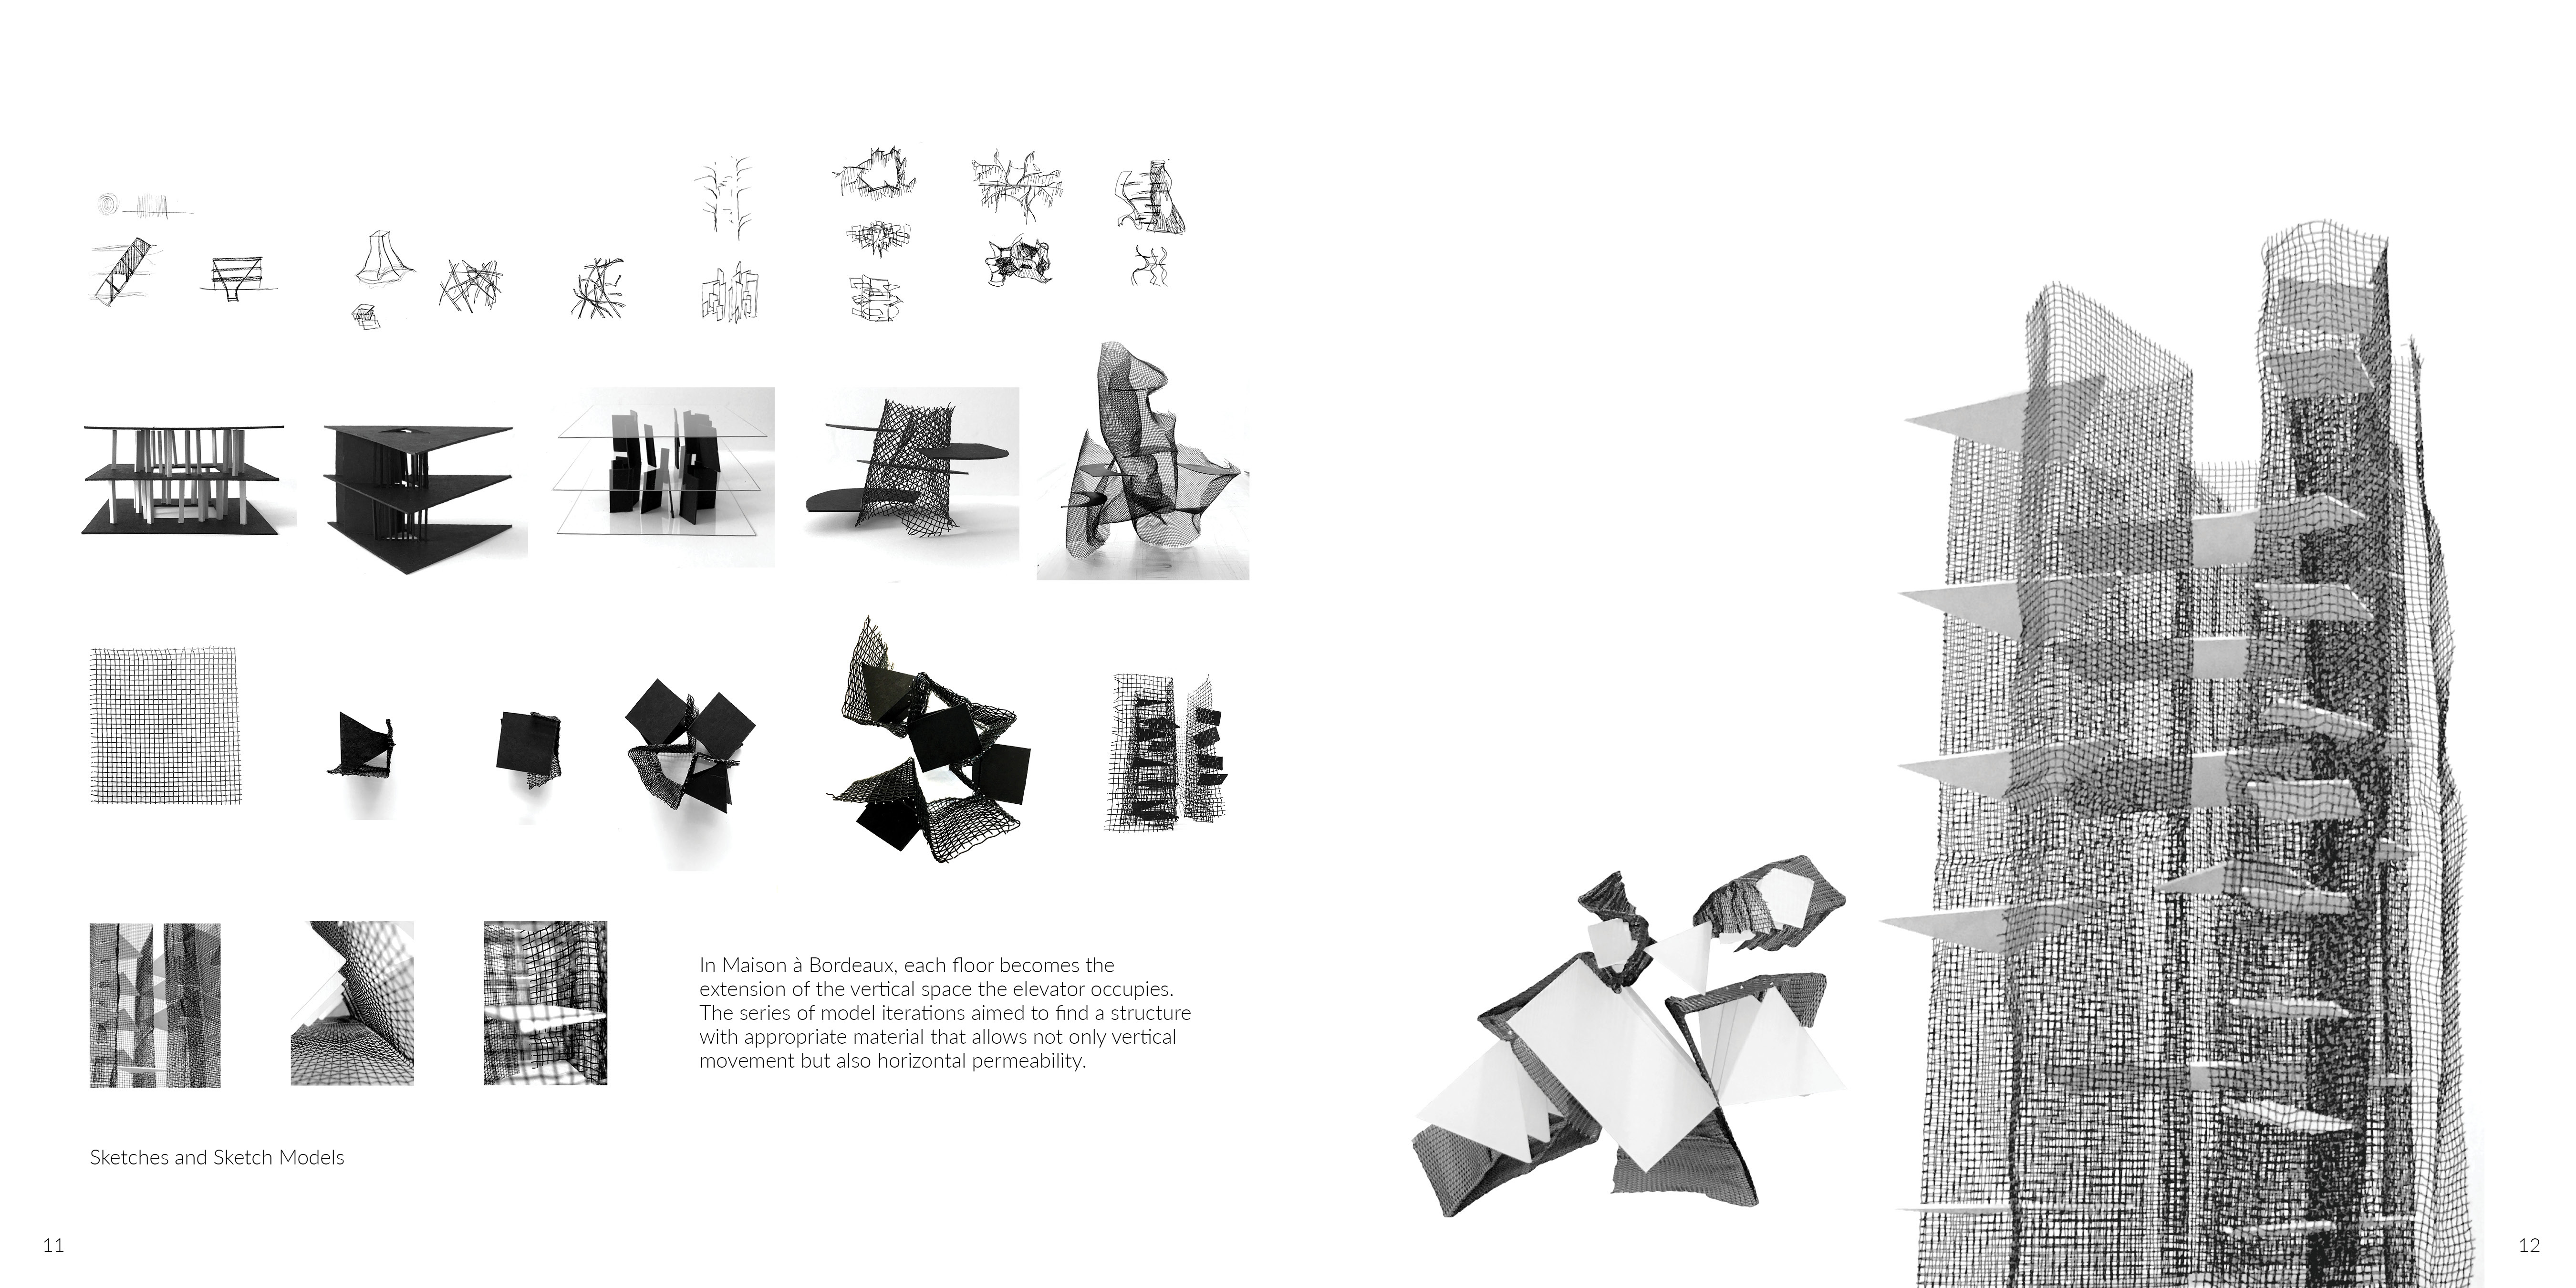 In Maison à Bordeaux, each floor becomes the
extension of the vertical space the elevator occupies.
The series of model iterations aimed to find a structure
with appropriate material that allows not only vertical
movement but also horizontal permeability.
Sketches and Sketch Models
11
12